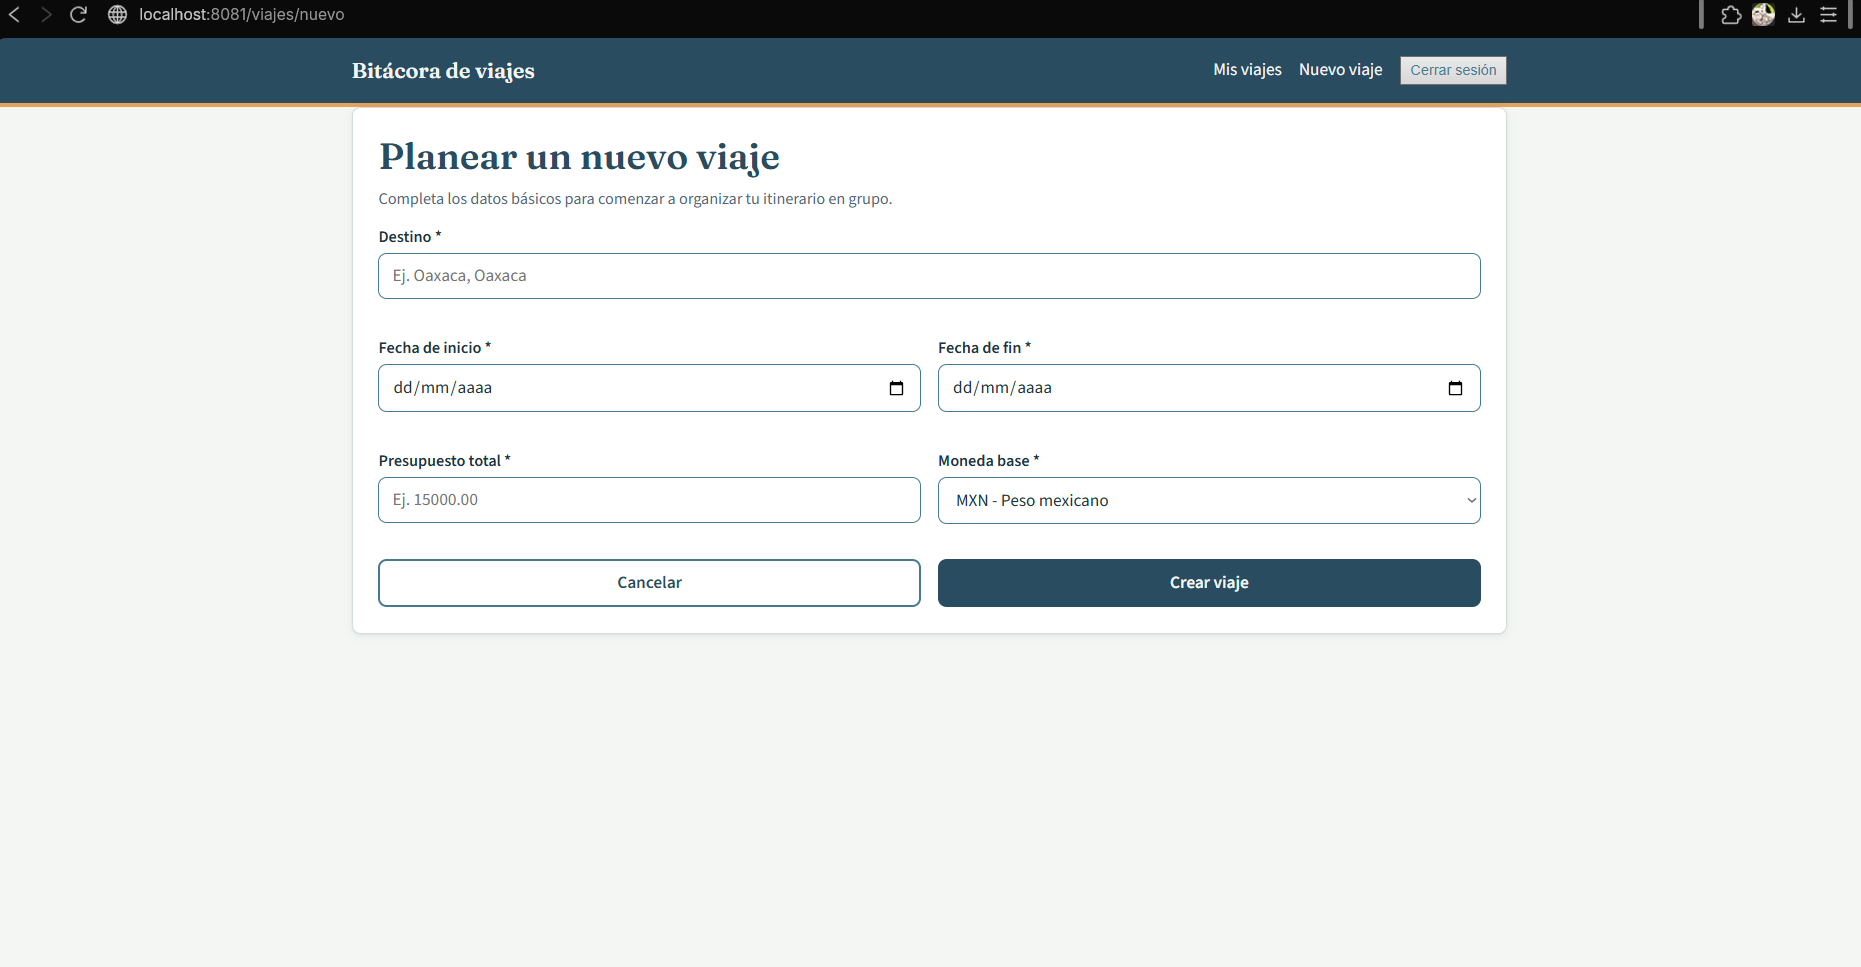 localhost:8081/viajes/nuevo
Bitácora de viajes
Mis viajes
Nuevo viaje
Cerrar sesión
Planear un nuevo viaje
Completa los datos básicos para comenzar a organizar tu itinerario en grupo.
Destino *
Ej. Oaxaca, Oaxaca
Fecha de inicio *
Fecha de fin *
dd/mm/aaaa
dd/mm/aaaa
Presupuesto total *
Moneda base *
Ej. 15000.00
MXN - Peso mexicano
Cancelar
Crear viaje